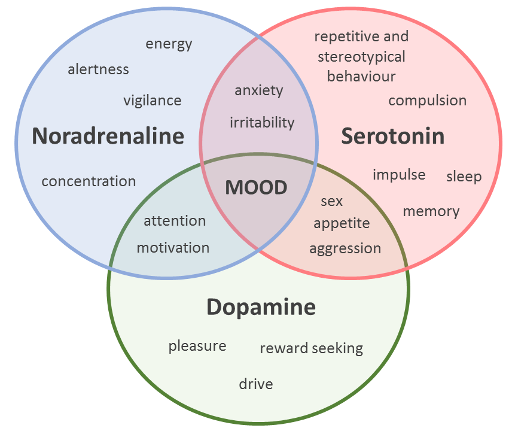 energy
alertness
vigilance
Noradrenaline
concentration
anxiety
irritability
repetitive and
stereotypical
behaviour
compulsion
Serotonin
impulse
sleep
memory
MOOD
attention
motivation
sex
appetite
aggression
Dopamine
pleasure
reward seeking
drive